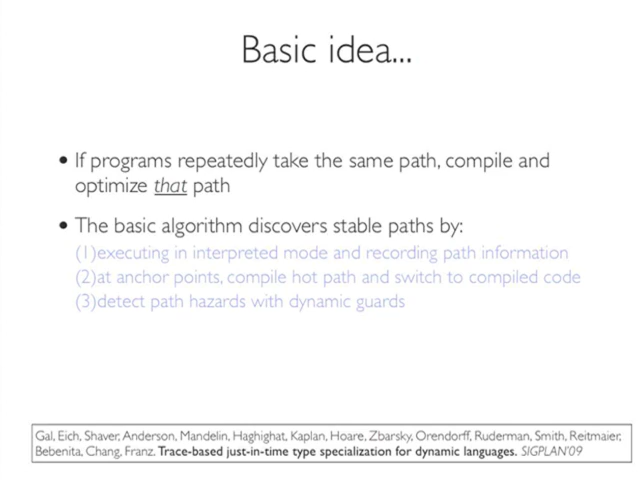 Basic idea...
• If programs repeatedly take the same path, compile and
optimize that path
• The basic algorithm discovers stable paths by:
(1)executing in interpreted mode and recording path information
(2)at anchor points, compile hot path and switch to compiled code
(3)detect path hazards with dynamic guards
Gal, Eich, Shaver, Anderson, Mandelin, Haghighat, Kaplan, Hoare, Zbarsky, Orendorff, Ruderman, Smith, Reitmaier,
Bebenita, Chang, Franz. Trace-based just-in-time type specialization for dynamic languages. SIGPLAN'09